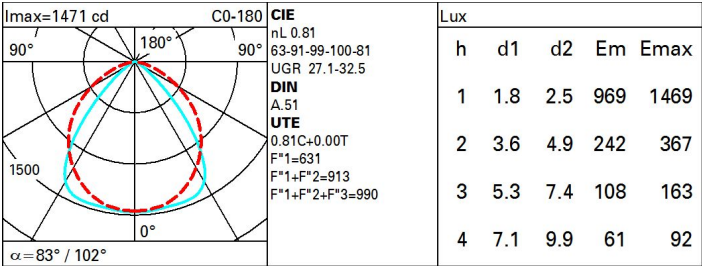 Imax=1471 cd C0-180
90° 180° 90°
1500
0°
α=83° / 102°
CIE
nL 0.81
63-91-99-100-81
UGR 27.1-32.5
DIN
A.51
UTE
0.81C+0.00T
F"1=631
F"1+F"2=913
F"1+F"2+F"3=990
Lux
h d1 d2 Em Emax
1 1.8 2.5 969 1469
2 3.6 4.9 242 367
3 5.3 7.4 108 163
4 7.1 9.9 61 92